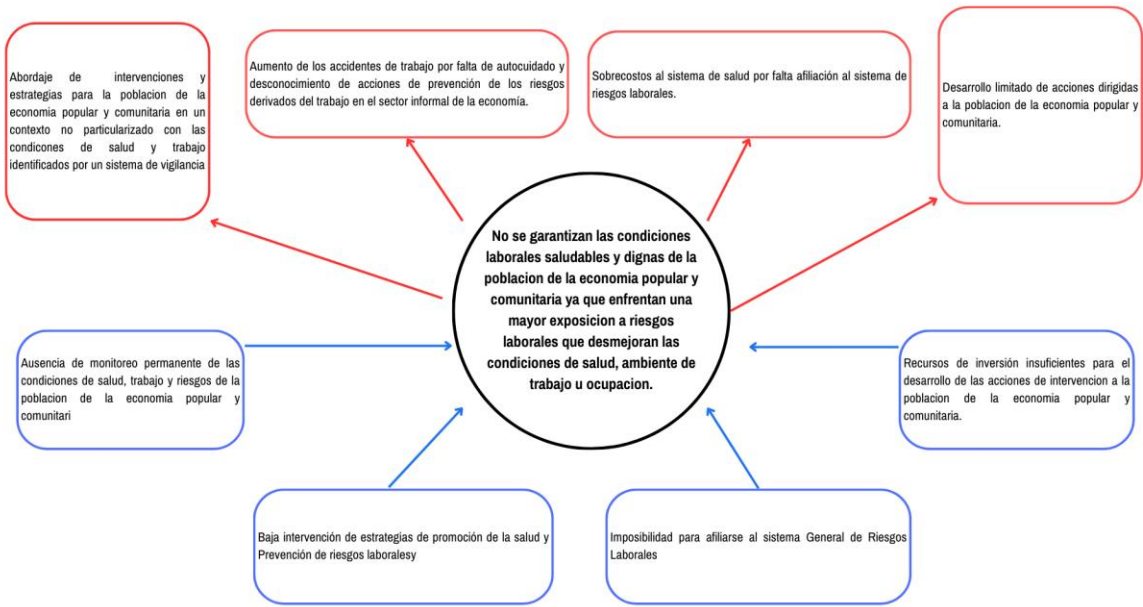 Abordaje de intervenciones y
estrategias para la poblacion de la
economia popular y comunitaria en un
contexto no particularizado con las
condicones de salud y trabajo
identificados por un sistema de vigilancia
Aumento de los accidentes de trabajo por falta de autocuidado y
desconocimiento de acciones de prevención de los riesgos
derivados del trabajo en el sector informal de la economía.
Sobrecostos al sistema de salud por falta afiliación al sistema de
riesgos laborales.
Desarrollo limitado de acciones dirigidas
a la poblacion de la economia popular y
comunitaria.
No se garantizan las condiciones
laborales saludables y dignas de la
poblacion de la economia popular y
comunitaria ya que enfrentan una
mayor exposicion a riesgos
laborales que desmejoran las
condiciones de salud, ambiente de
trabajo u ocupacion.
Ausencia de monitoreo permanente de las
condiciones de salud, trabajo y riesgos de la
poblacion de la economia popular y
comunitari
Recursos de inversión insuficientes para el
desarrollo de las acciones de intervencion a la
poblacion de la economia popular y
comunitaria.
Baja intervención de estrategias de promoción de la salud y
Prevención de riesgos laboralesy
Imposibilidad para afiliarse al sistema General de Riesgos
Laborales